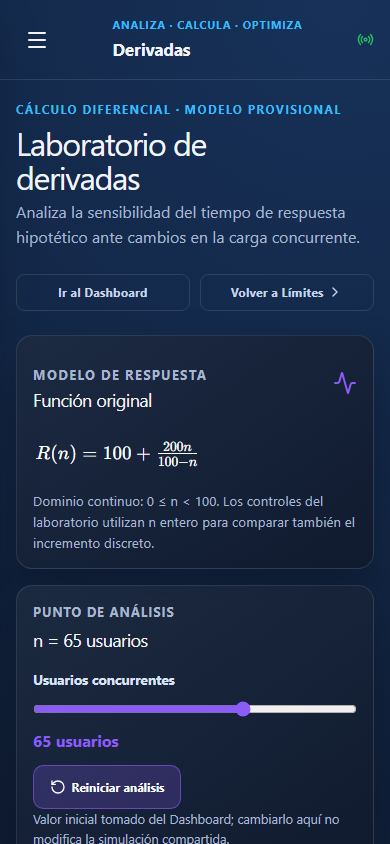 ANALIZA · CALCULA · OPTIMIZA
Derivadas
CÁLCULO DIFERENCIAL · MODELO PROVISIONAL
Laboratorio de
derivadas
Analiza la sensibilidad del tiempo de respuesta
hipotético ante cambios en la carga concurrente.
Ir al Dashboard
Volver a Límites
MODELO DE RESPUESTA
Función original
R(n) = 100 + 200n/(100−n)
Dominio continuo: 0 ≤ n < 100. Los controles del
laboratorio utilizan n entero para comparar también el
incremento discreto.
PUNTO DE ANÁLISIS
n = 65 usuarios
Usuarios concurrentes
65 usuarios
Reiniciar análisis
Valor inicial tomado del Dashboard; cambiarlo aquí no
modifica la simulación compartida.